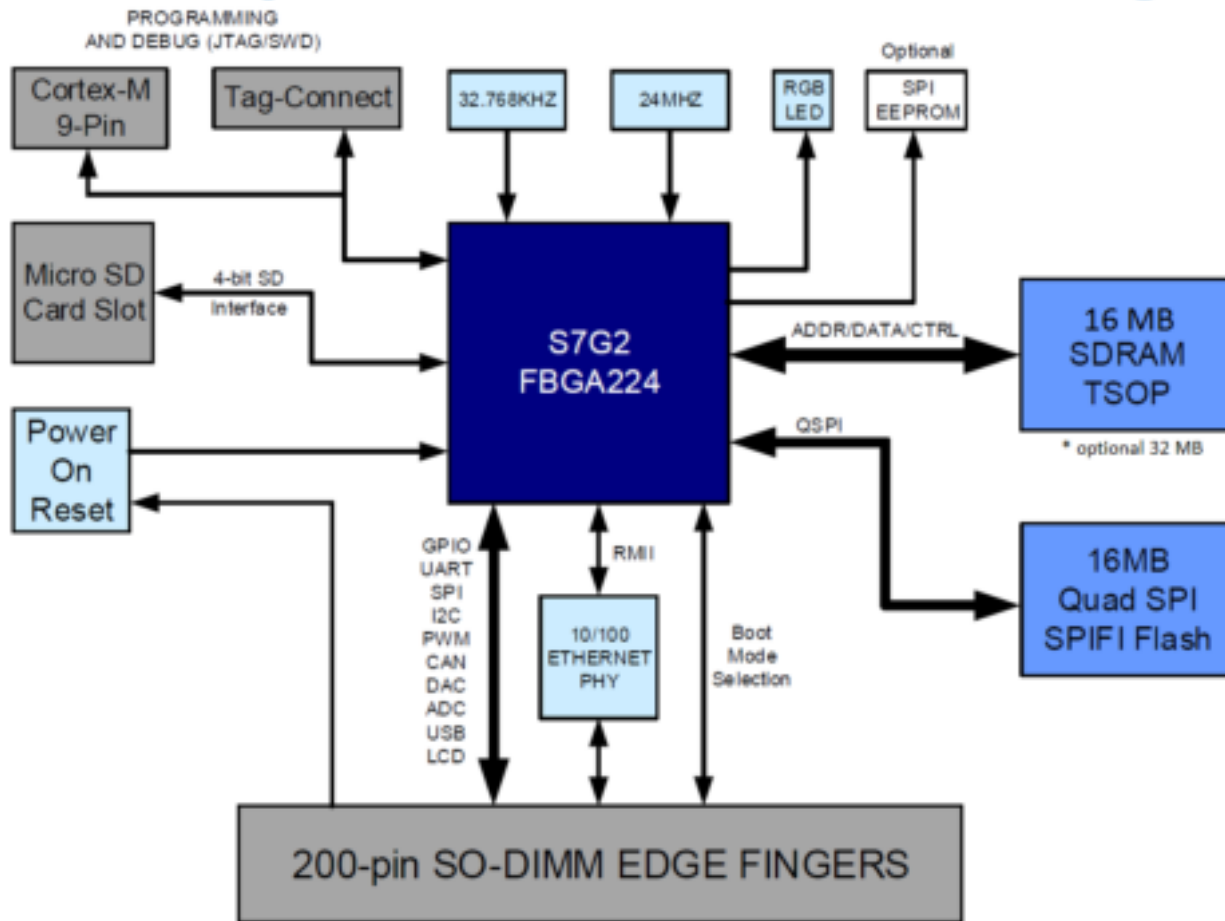 PROGRAMMING
AND DEBUG (JTAG/SWD)
Cortex-M
9-Pin
Tag-Connect
32.768KHZ
24MHZ
RGB
LED
Optional
SPI
EEPROM
Micro SD
Card Slot
4-bit SD
Interface
S7G2
FBGA224
ADDR/DATA/CTRL
16 MB
SDRAM
TSOP
* optional 32 MB
Power
On
Reset
QSPI
16MB
Quad SPI
SPIFI Flash
GPIO
UART
SPI
I2C
PWM
CAN
DAC
ADC
USB
LCD
RMII
10/100
ETHERNET
PHY
Boot
Mode
Selection
200-pin SO-DIMM EDGE FINGERS